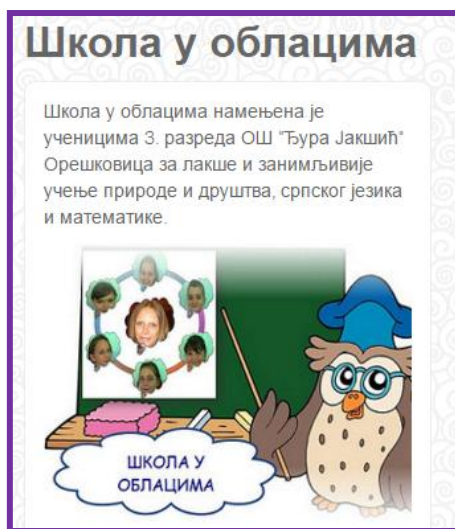 Школа у облацима
Школа у облацима намењена је
ученицима 3. разреда ОШ "Ђура Јакшић"
Орешковица за лакше и занимљивије
учење природе и друштва, српског језика
и математике.
ШКОЛА У
ОБЛАЦИМА